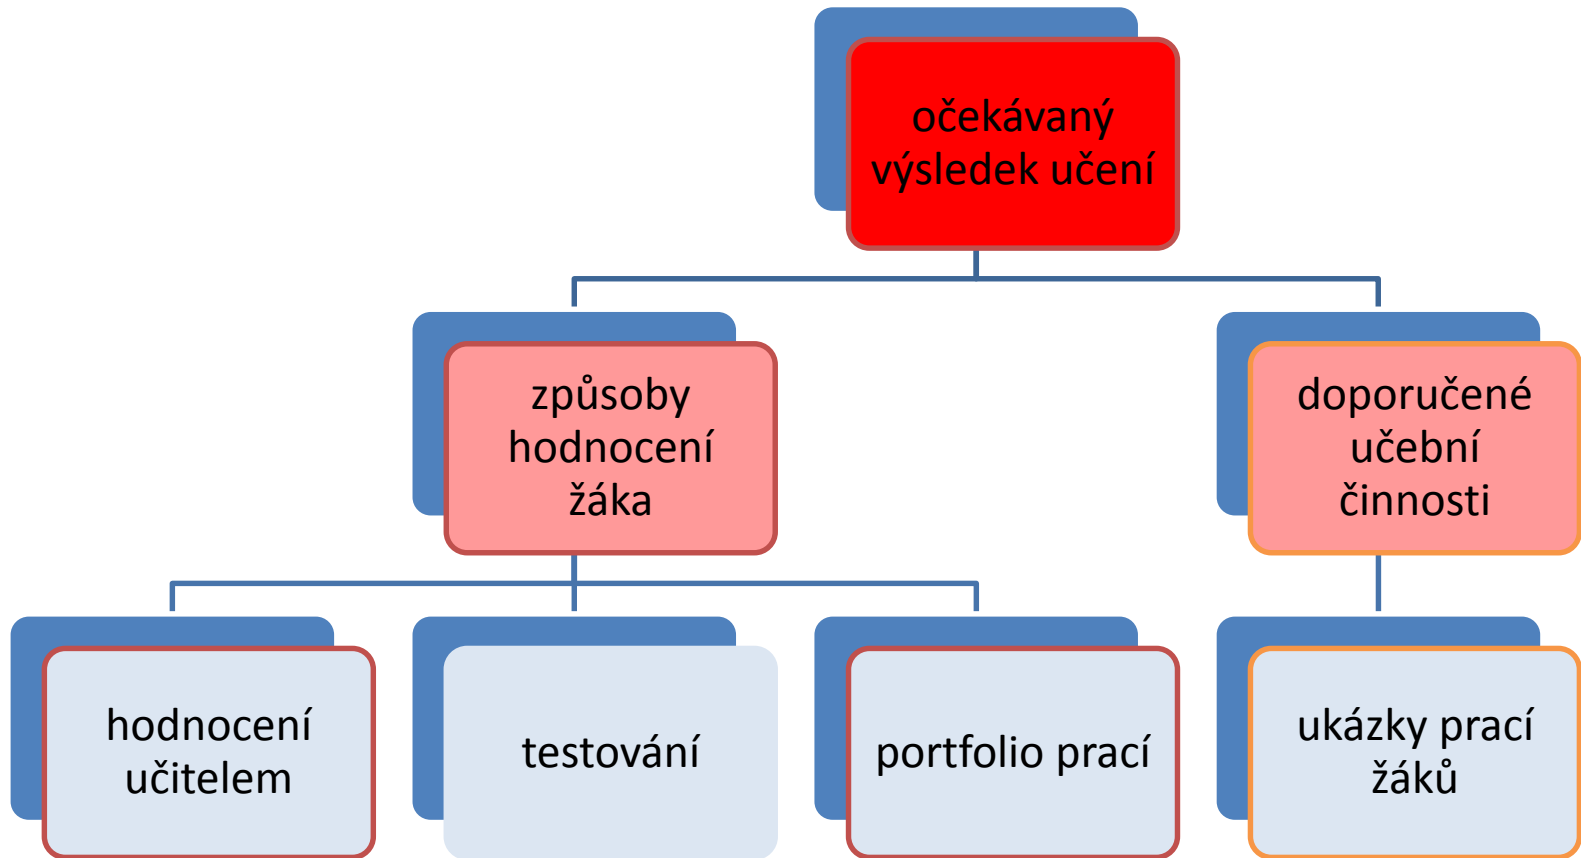 očekávaný
výsledek učení
způsoby
hodnocení
žáka
doporučené
učební
činnosti
hodnocení
učitelem
testování
portfolio prací
ukázky prací
žáků